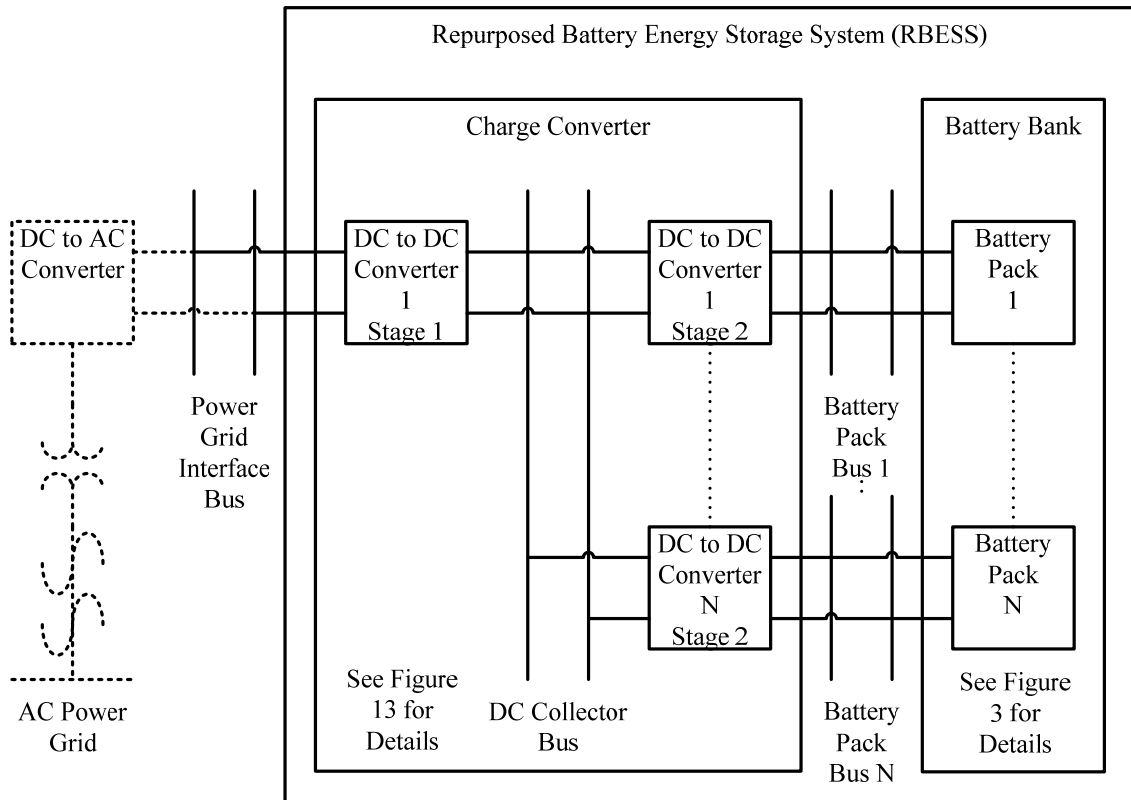 Repurposed Battery Energy Storage System (RBESS)
Charge Converter
Battery Bank
DC to AC
Converter
DC to DC
Converter
1
Stage 1
DC to DC
Converter
1
Stage 2
Battery
Pack
1
Power
Grid
Interface
Bus
Battery
Pack
Bus 1
DC to DC
Converter
N
Stage 2
Battery
Pack
N
AC Power
Grid
See Figure
13 for
Details
DC Collector
Bus
Battery
Pack
Bus N
See Figure
3 for
Details